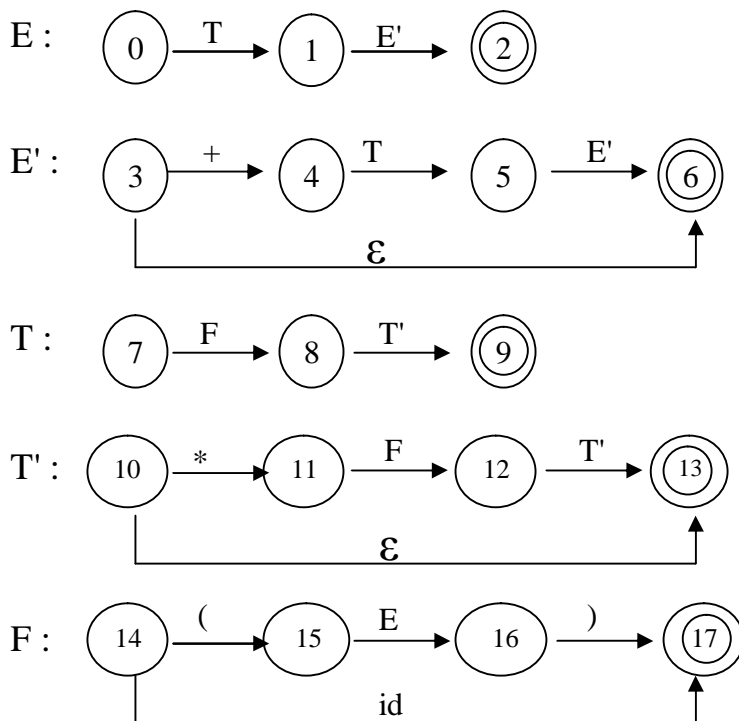 E : 0 T 1 E' 2
E': 3 + 4 T 5 E' 6
ε
T : 7 F 8 T' 9
T': 10 * 11 F 12 T' 13
ε
F : 14 ( 15 E 16 ) 17
id